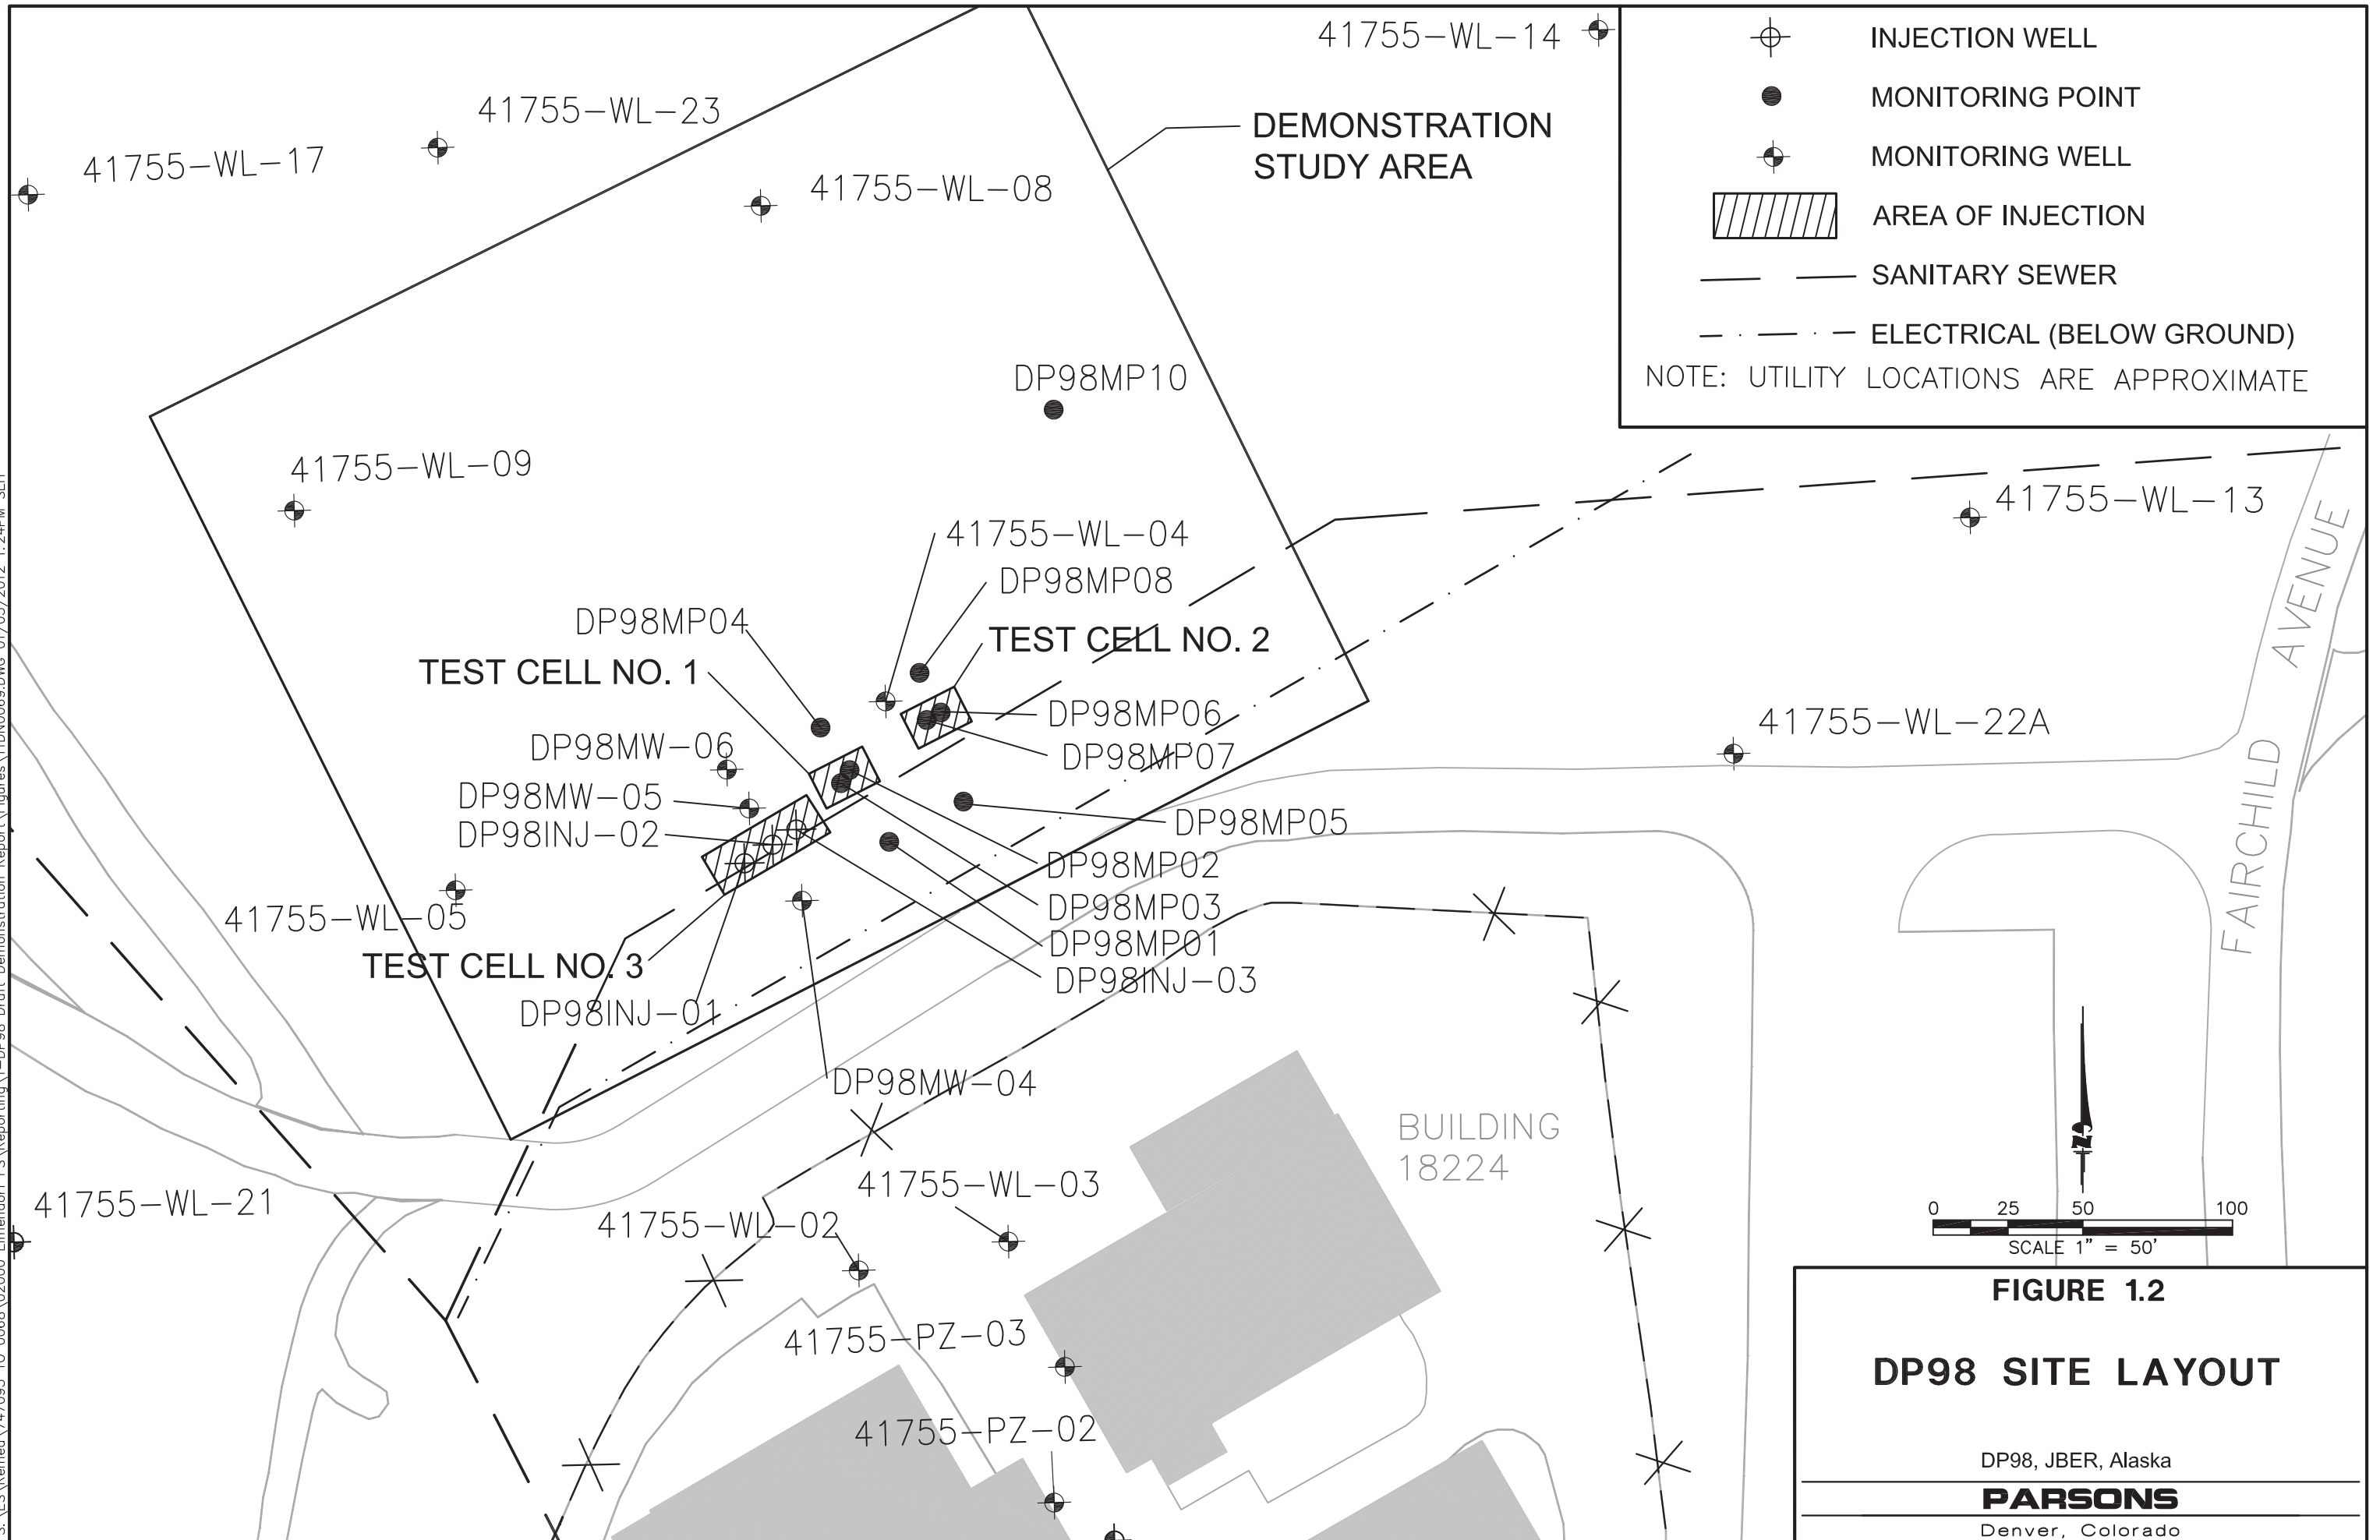 41755-WL-14
INJECTION WELL
MONITORING POINT
MONITORING WELL
AREA OF INJECTION
SANITARY SEWER
ELECTRICAL (BELOW GROUND)
NOTE: UTILITY LOCATIONS ARE APPROXIMATE
41755-WL-23
41755-WL-17
41755-WL-08
DEMONSTRATION
STUDY AREA
DP98MP10
41755-WL-09
41755-WL-13
41755-WL-04
DP98MP08
DP98MP04
TEST CELL NO. 2
TEST CELL NO. 1
DP98MP06
41755-WL-22A
DP98MW-06
DP98MP07
DP98MW-05
DP98INJ-02
DP98MP05
DP98MP02
41755-WL-05
DP98MP03
DP98MP01
TEST CELL NO. 3
DP98INJ-03
DP98INJ-01
DP98MW-04
FAIRCHILD AVENUE
BUILDING
18224
41755-WL-21
41755-WL-03
41755-WL-02
41755-PZ-03
41755-PZ-02
N
0 25 50 100
SCALE 1" = 50'
FIGURE 1.2
DP98 SITE LAYOUT
DP98, JBER, Alaska
PARSONS
Denver, Colorado